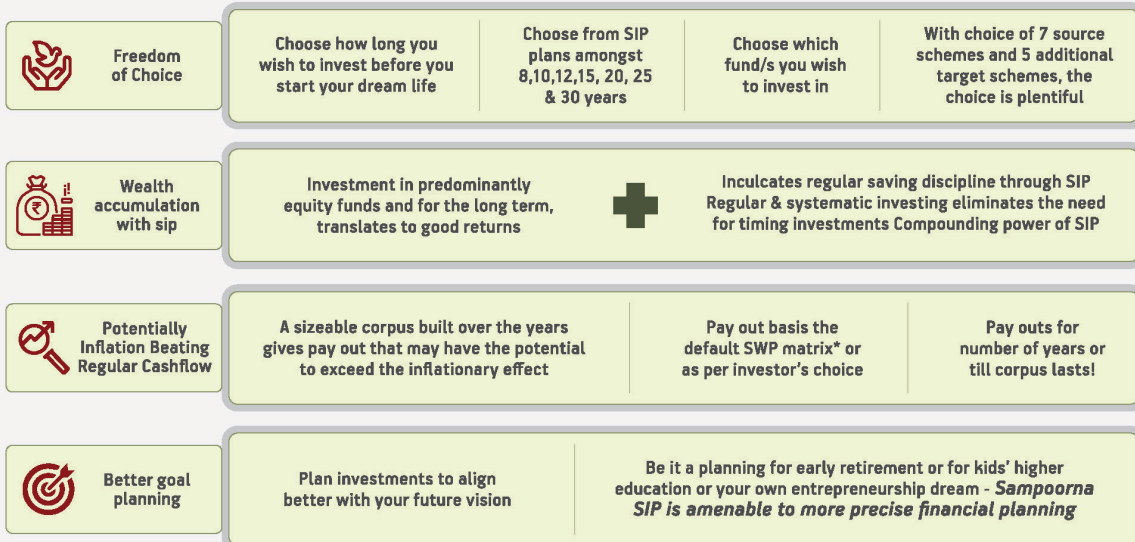 Freedom
of Choice
Choose how long you
wish to invest before you
start your dream life
Choose from SIP
plans amongst
8,10,12,15, 20, 25
& 30 years
Choose which
fund/s you wish
to invest in
With choice of 7 source
schemes and 5 additional
target schemes, the
choice is plentiful
Wealth
accumulation
with sip
Investment in predominantly
equity funds and for the long term,
translates to good returns
Inculcates regular saving discipline through SIP
Regular & systematic investing eliminates the need
for timing investments Compounding power of SIP
Potentially
Inflation Beating
Regular Cashflow
A sizeable corpus built over the years
gives pay out that may have the potential
to exceed the inflationary effect
Pay out basis the
default SWP matrix* or
as per investor's choice
Pay outs for
number of years or
till corpus lasts!
Better goal
planning
Plan investments to align
better with your future vision
Be it a planning for early retirement or for kids' higher
education or your own entrepreneurship dream - Sampoorna
SIP is amenable to more precise financial planning